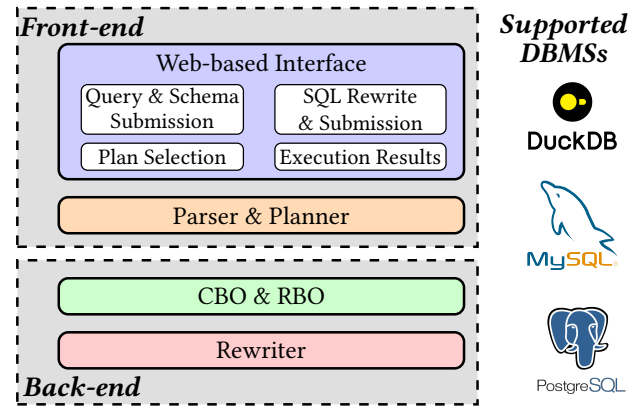 Front-end
Web-based Interface
Query & Schema
Submission
SQL Rewrite
& Submission
Plan Selection
Execution Results
Parser & Planner
CBO & RBO
Rewriter
Back-end
Supported
DBMSs
DuckDB
MySQL
PostgreSQL